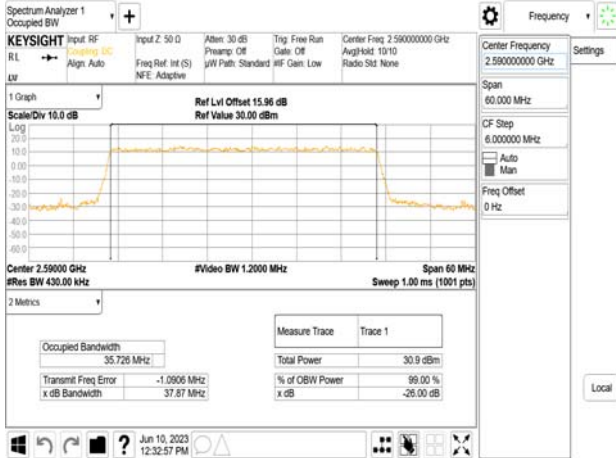 Spectrum Analyzer 1
Occupied BW
Frequency
KEYSIGHT Input: RF Input Z: 50 Ω Atten: 30 dB Trig: Free Run Center Freq: 2.590000000 GHz
RL Coupling: DC Preamp: Off Gate: Off Avg|Hold: 10/10
Align: Auto Freq Ref: Int (S) µW Path: Standard #IF Gain: Low Radio Std: None
NFE: Adaptive
Center Frequency
2.590000000 GHz
Settings
Span
60.000 MHz
CF Step
6.000000 MHz
Auto
Man
Freq Offset
0 Hz
Local
1 Graph
Ref Lvl Offset 15.96 dB
Scale/Div 10.0 dB Ref Value 30.00 dBm
Log
20.0
10.0
0.00
-10.0
-20.0
-30.0
-40.0
-50.0
-60.0
Center 2.59000 GHz #Video BW 1.2000 MHz Span 60 MHz
#Res BW 430.00 kHz Sweep 1.00 ms (1001 pts)
2 Metrics
Measure Trace Trace 1
Occupied Bandwidth
35.726 MHz Total Power 30.9 dBm
Transmit Freq Error -1.0906 MHz % of OBW Power 99.00 %
x dB Bandwidth 37.87 MHz x dB -26.00 dB
? Jun 10, 2023
12:32:57 PM